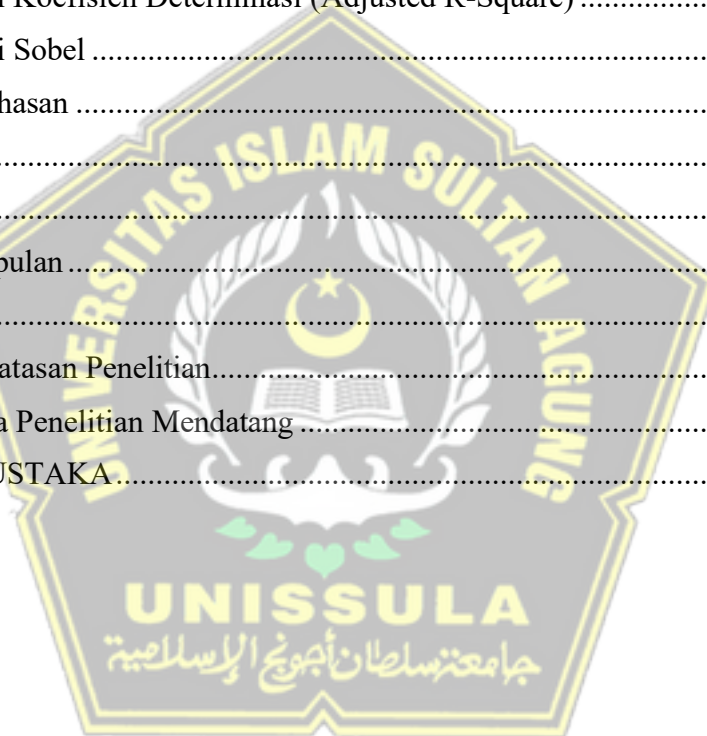 i Koefisien Determinasi (Adjusted R-Square) ................
i Sobel ................................................................................
hasan ..................................................................................
............................................................................................
............................................................................................
pulan ...................................................................................
............................................................................................
atasan Penelitian................................................................
a Penelitian Mendatang .....................................................
USTAKA .............................................................................
UNIVERSITAS ISLAM SULTAN AGUNG
UNISSULA
جامعة سلطان أجونج الإسلامية